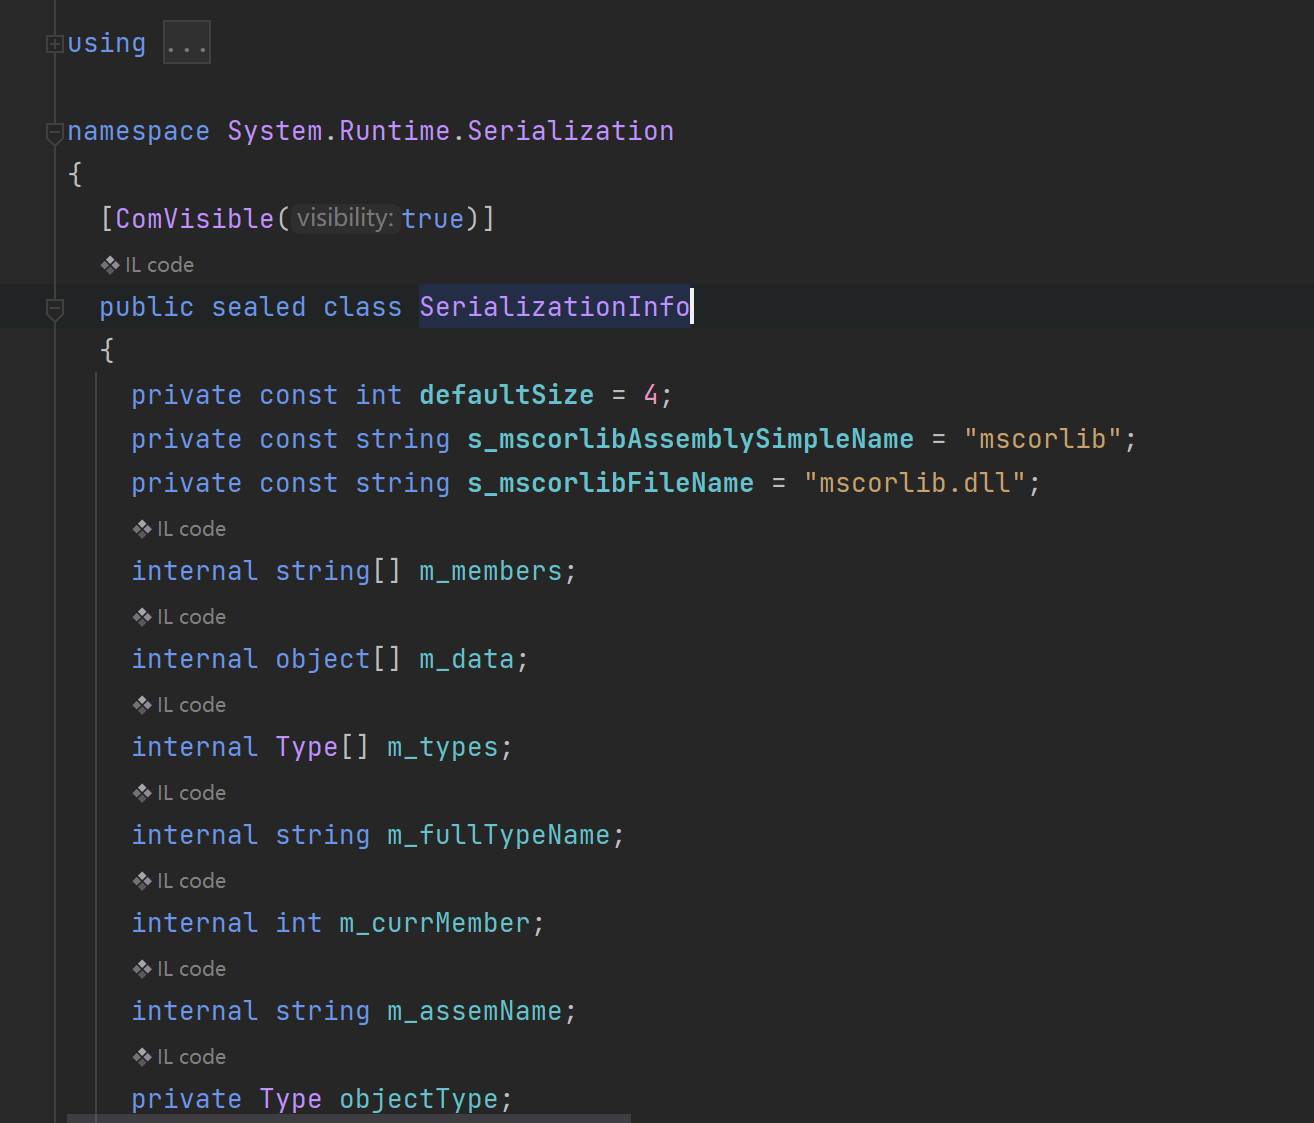 using ...
namespace System.Runtime.Serialization
{
[ComVisible(visibility:true)]
IL code
public sealed class SerializationInfo
{
private const int defaultSize = 4;
private const string s_mscorlibAssemblySimpleName = "mscorlib";
private const string s_mscorlibFileName = "mscorlib.dll";
IL code
internal string[] m_members;
IL code
internal object[] m_data;
IL code
internal Type[] m_types;
IL code
internal string m_fullTypeName;
IL code
internal int m_currMember;
IL code
internal string m_assemName;
IL code
private Type objectType;